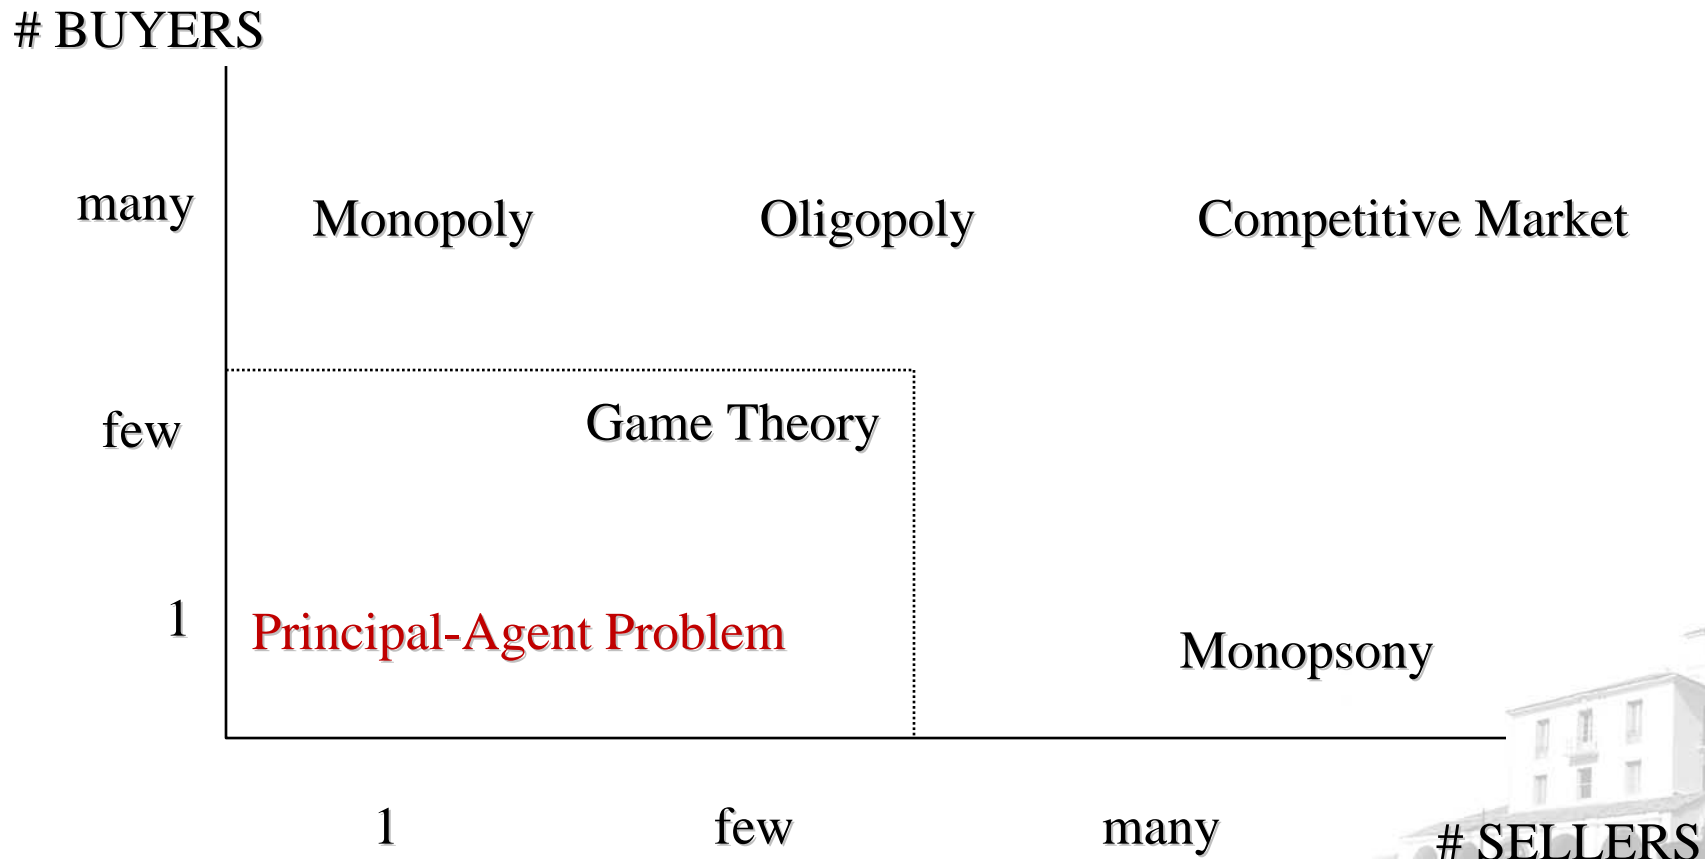 # BUYERS
many
Monopoly
Oligopoly
Competitive Market
few
Game Theory
1
Principal-Agent Problem
Monopsony
1
few
many
# SELLERS